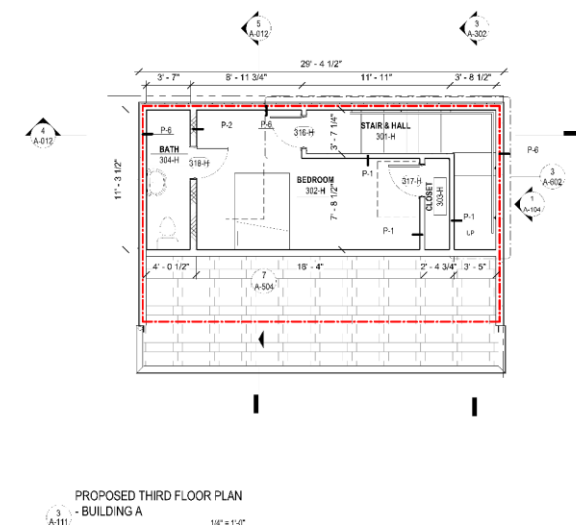 5
A-012
3
A-302
29' - 4 1/2"
3' - 7"
8' - 11 3/4"
11' - 11"
3' - 8 1/2"
4
A-012
P-6
P-2
P-6
316-H
3' - 7 1/4"
STAIR & HALL
301-H
P-6
BATH
304-H
318-H
11' - 3 1/2"
BEDROOM
302-H
7' - 8 1/2"
P-1
317-H
CLOSET
303-H
3
A-602
1
A-104
P-1
P-1
UP
4' - 0 1/2"
18' - 4"
2' - 4 3/4"
3' - 5"
7
A-504
PROPOSED THIRD FLOOR PLAN
- BUILDING A
3
A-111
1/4" = 1'-0"